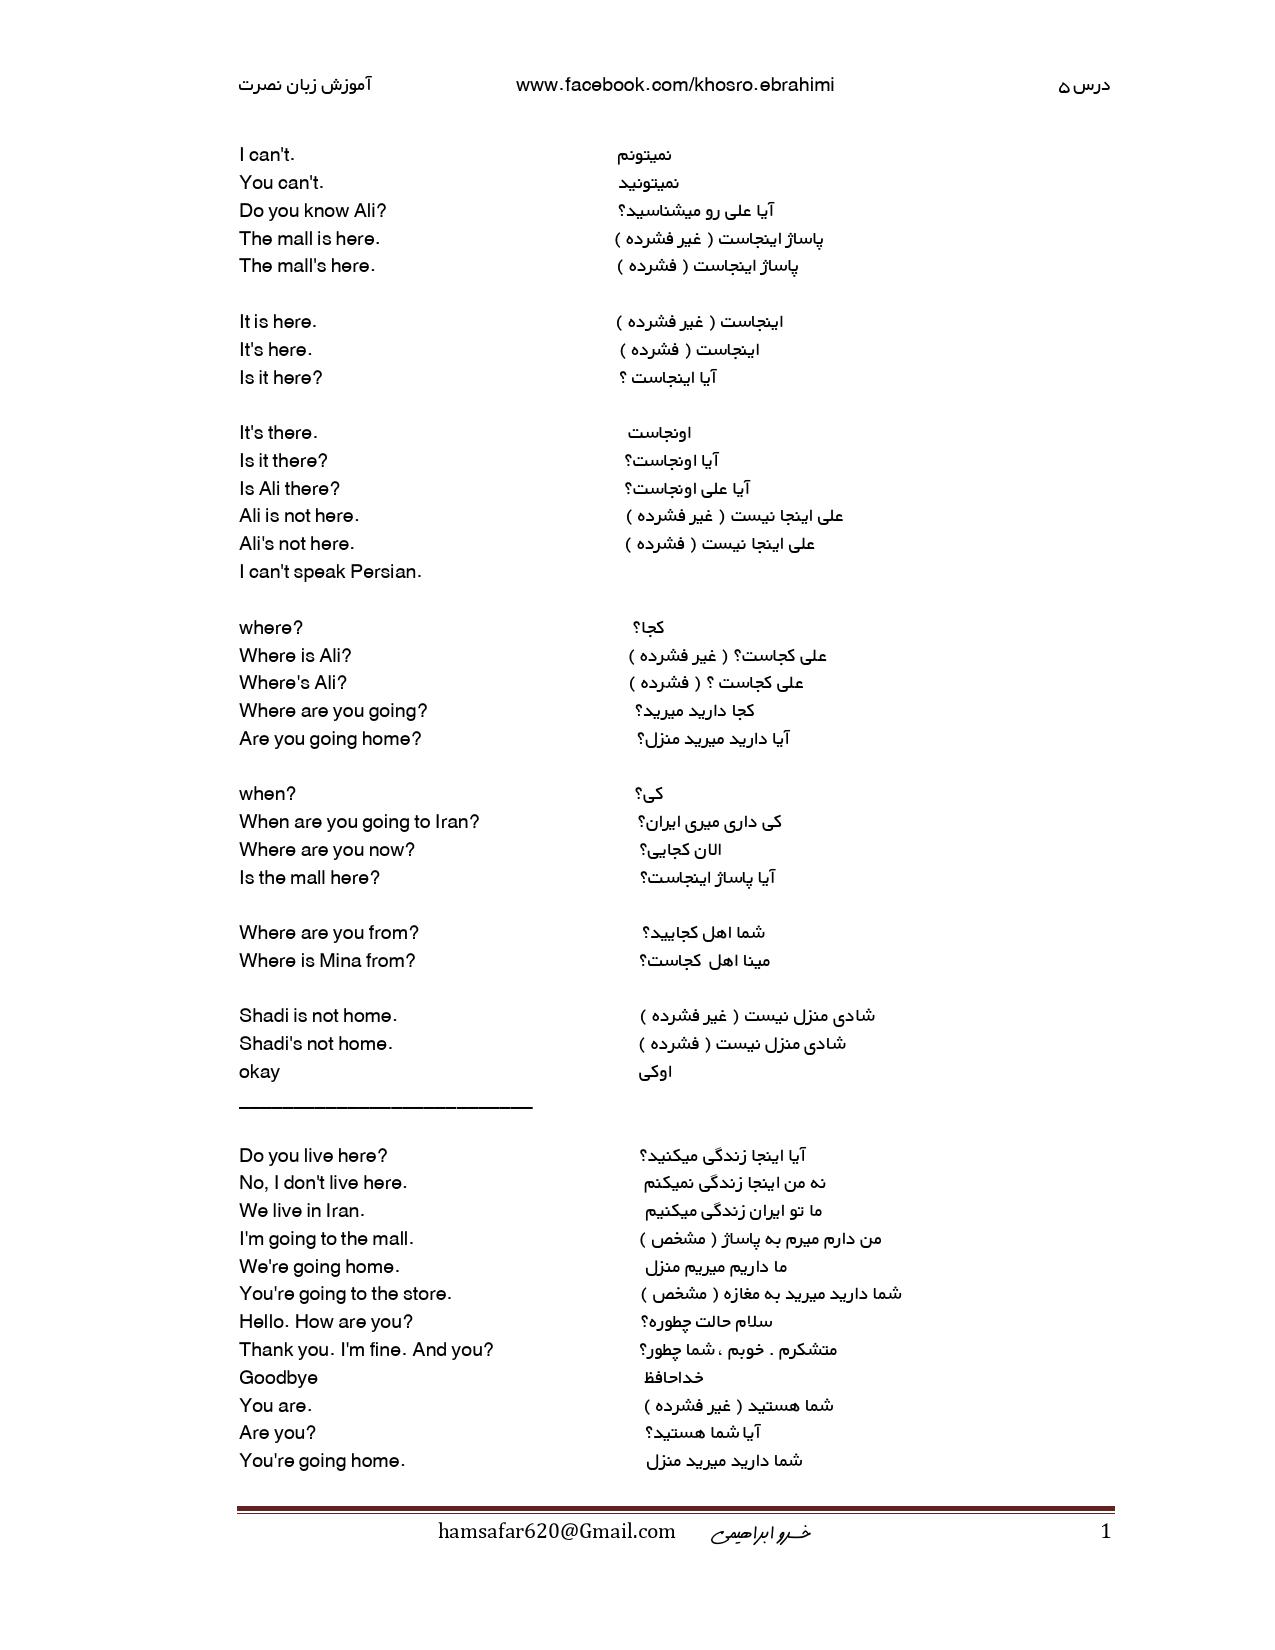 آموزش زبان نصرت www.facebook.com/khosro.ebrahimi درس ۵
I can't. نمیتونم
You can't. نمیتونید
Do you know Ali? آیا علی رو میشناسید؟
The mall is here. پاساژ اینجاست ( غیر فشرده )
The mall's here. پاساژ اینجاست ( فشرده )
It is here. اینجاست ( غیر فشرده )
It's here. اینجاست ( فشرده )
Is it here? آیا اینجاست ؟
It's there. اونجاست
Is it there? آیا اونجاست؟
Is Ali there? آیا علی اونجاست؟
Ali is not here. علی اینجا نیست ( غیر فشرده )
Ali's not here. علی اینجا نیست ( فشرده )
I can't speak Persian.
where? کجا؟
Where is Ali? علی کجاست؟ ( غیر فشرده )
Where's Ali? علی کجاست ؟ ( فشرده )
Where are you going? کجا دارید میرید؟
Are you going home? آیا دارید میرید منزل؟
when? کی؟
When are you going to Iran? کی داری میری ایران؟
Where are you now? الان کجایی؟
Is the mall here? آیا پاساژ اینجاست؟
Where are you from? شما اهل کجایید؟
Where is Mina from? مینا اهل کجاست؟
Shadi is not home. شادی منزل نیست ( غیر فشرده )
Shadi's not home. شادی منزل نیست ( فشرده )
okay اوکی
Do you live here? آیا اینجا زندگی میکنید؟
No, I don't live here. نه من اینجا زندگی نمیکنم
We live in Iran. ما تو ایران زندگی میکنیم
I'm going to the mall. من دارم میرم به پاساژ ( مشخص )
We're going home. ما داریم میریم منزل
You're going to the store. شما دارید میرید به مغازه ( مشخص )
Hello. How are you? سلام حالت چطوره؟
Thank you. I'm fine. And you? متشکرم . خوبم ، شما چطور؟
Goodbye خداحافظ
You are. شما هستید ( غیر فشرده )
Are you? آیا شما هستید؟
You're going home. شما دارید میرید منزل
hamsafar620@Gmail.com خسرو ابراهیمی 1